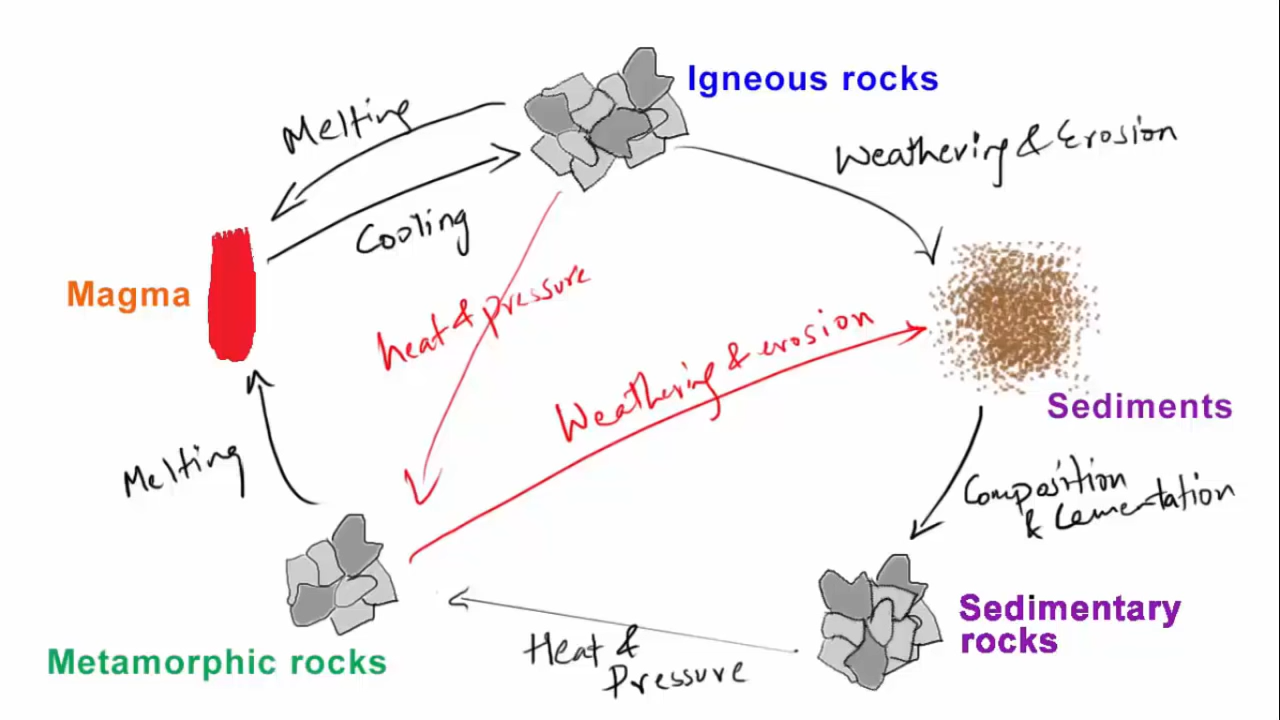 Igneous rocks
Melting
Weathering & Erosion
Cooling
Magma
heat & pressure
Weathering & erosion
Sediments
Melting
Composition
& Cementation
Sedimentary
rocks
Heat &
Pressure
Metamorphic rocks